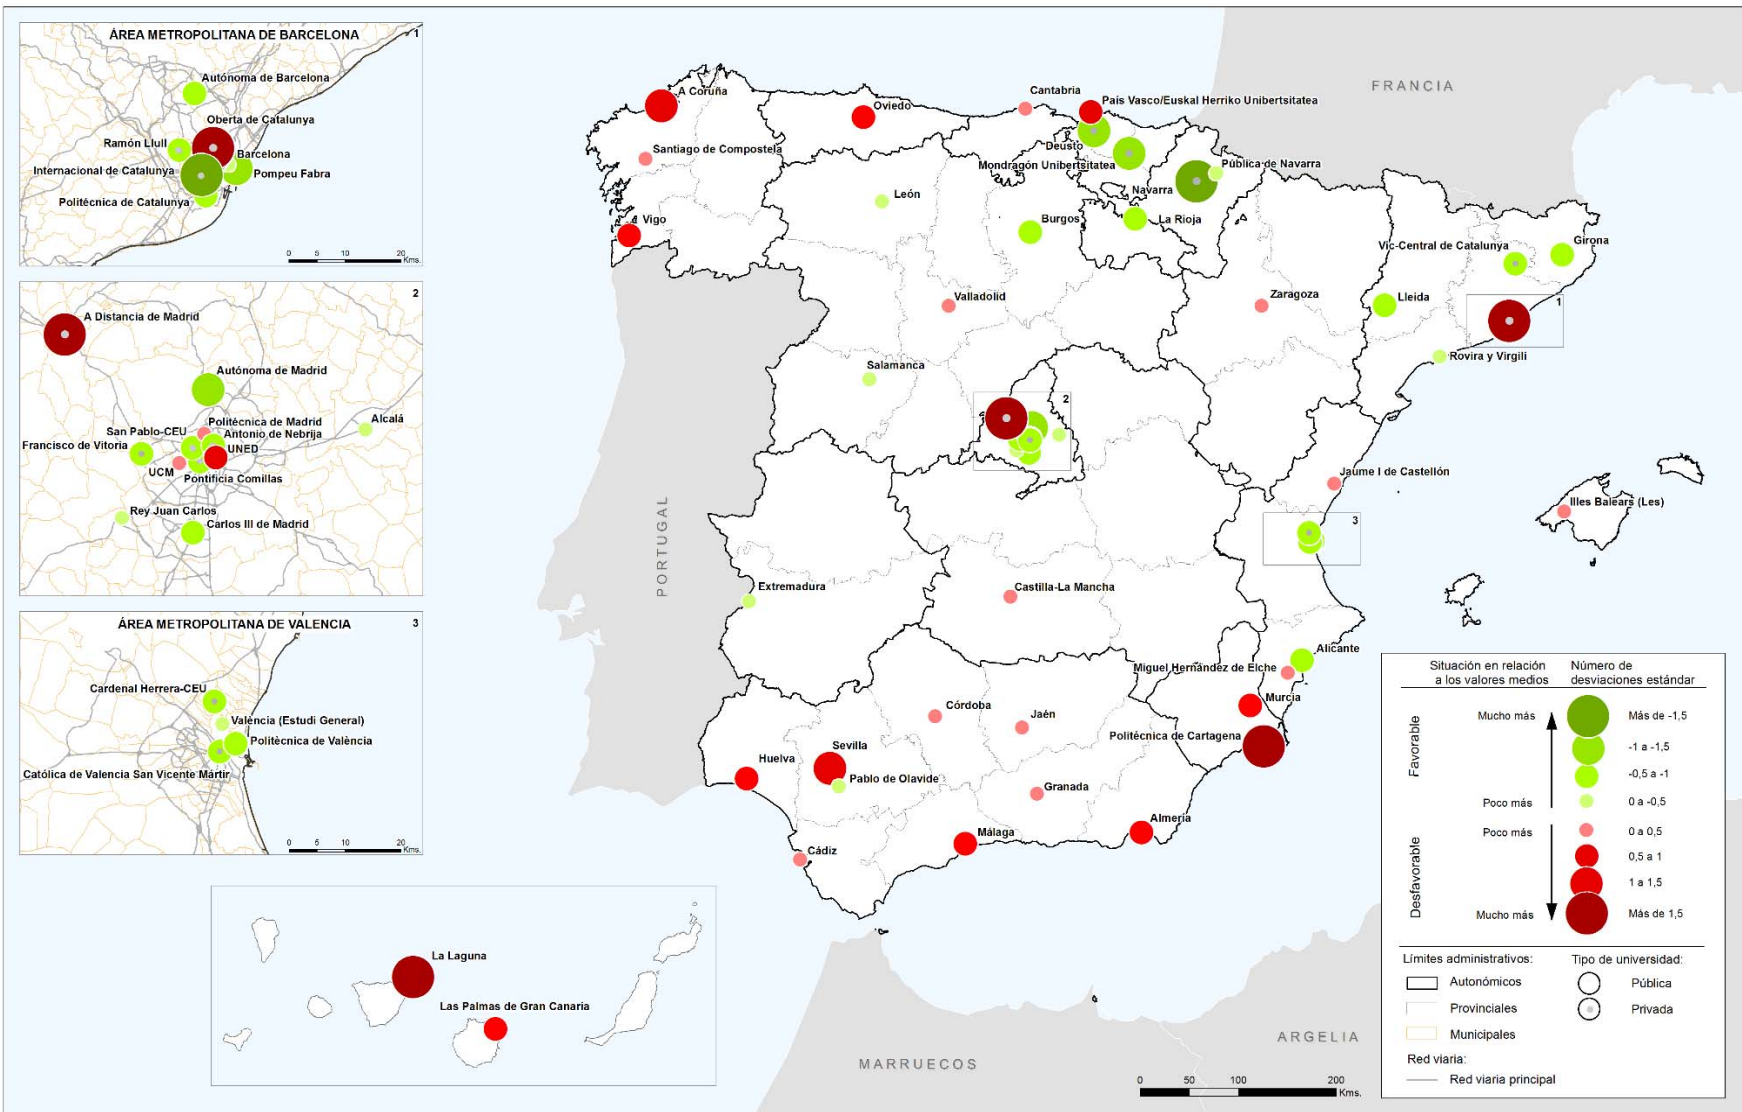 ÁREA METROPOLITANA DE BARCELONA
1
Autónoma de Barcelona
Oberta de Catalunya
Ramón Llull
Barcelona
Internacional de Catalunya
Pompeu Fabra
Politécnica de Catalunya
0 5 10 20
Kms.
2
A Distancia de Madrid
Autónoma de Madrid
Politécnica de Madrid
Alcalá
San Pablo-CEU
Antonio de Nebrija
Francisco de Vitoria
UNED
UCM
Pontificia Comillas
Rey Juan Carlos
Carlos III de Madrid
ÁREA METROPOLITANA DE VALENCIA
3
Cardenal Herrera-CEU
València (Estudi General)
Politècnica de València
Católica de Valencia San Vicente Mártir
0 5 10 20
Kms.
La Laguna
Las Palmas de Gran Canaria
FRANCIA
A Coruña
Oviedo
Cantabria
País Vasco/Euskal Herriko Unibertsitatea
Santiago de Compostela
Deusto
Mondragón Unibertsitatea
Pública de Navarra
Navarra
León
Vigo
Burgos
La Rioja
Vic-Central de Catalunya
Girona
Valladolid
Zaragoza
Lleida
1
Rovira y Virgili
Salamanca
2
PORTUGAL
Jaume I de Castellón
Illes Balears (Les)
3
Extremadura
Castilla-La Mancha
Alicante
Miguel Hernández de Elche
Murcia
Córdoba
Jaén
Politécnica de Cartagena
Sevilla
Huelva
Pablo de Olavide
Granada
Almería
Málaga
Cádiz
MARRUECOS
ARGELIA
0 50 100 200
Kms.
Situación en relación
a los valores medios
Número de
desviaciones estándar
Favorable
Mucho más
Más de -1,5
-1 a -1,5
-0,5 a -1
Poco más
0 a -0,5
Desfavorable
Poco más
0 a 0,5
0,5 a 1
1 a 1,5
Mucho más
Más de 1,5
Límites administrativos:
Autonómicos
Provinciales
Municipales
Red viaria:
Red viaria principal
Tipo de universidad:
Pública
Privada